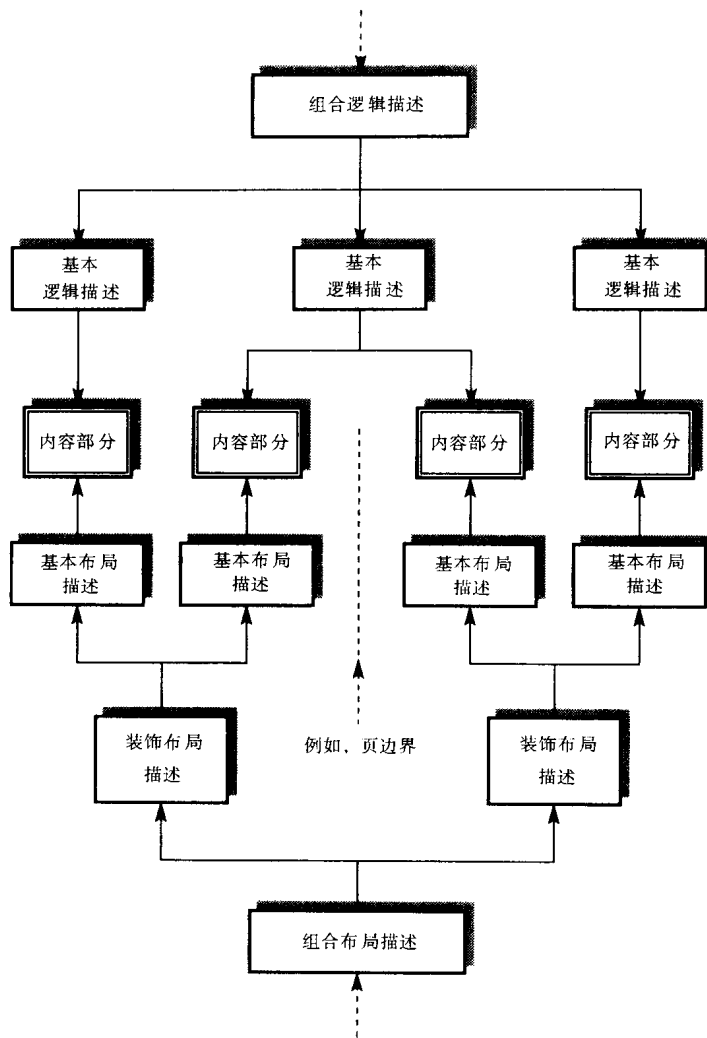 组合逻辑描述
基本
逻辑描述
基本
逻辑描述
基本
逻辑描述
内容部分
内容部分
内容部分
内容部分
基本布局
描述
基本布局
描述
基本布局
描述
基本布局
描述
装饰布局
描述
例如，页边界
装饰布局
描述
组合布局描述